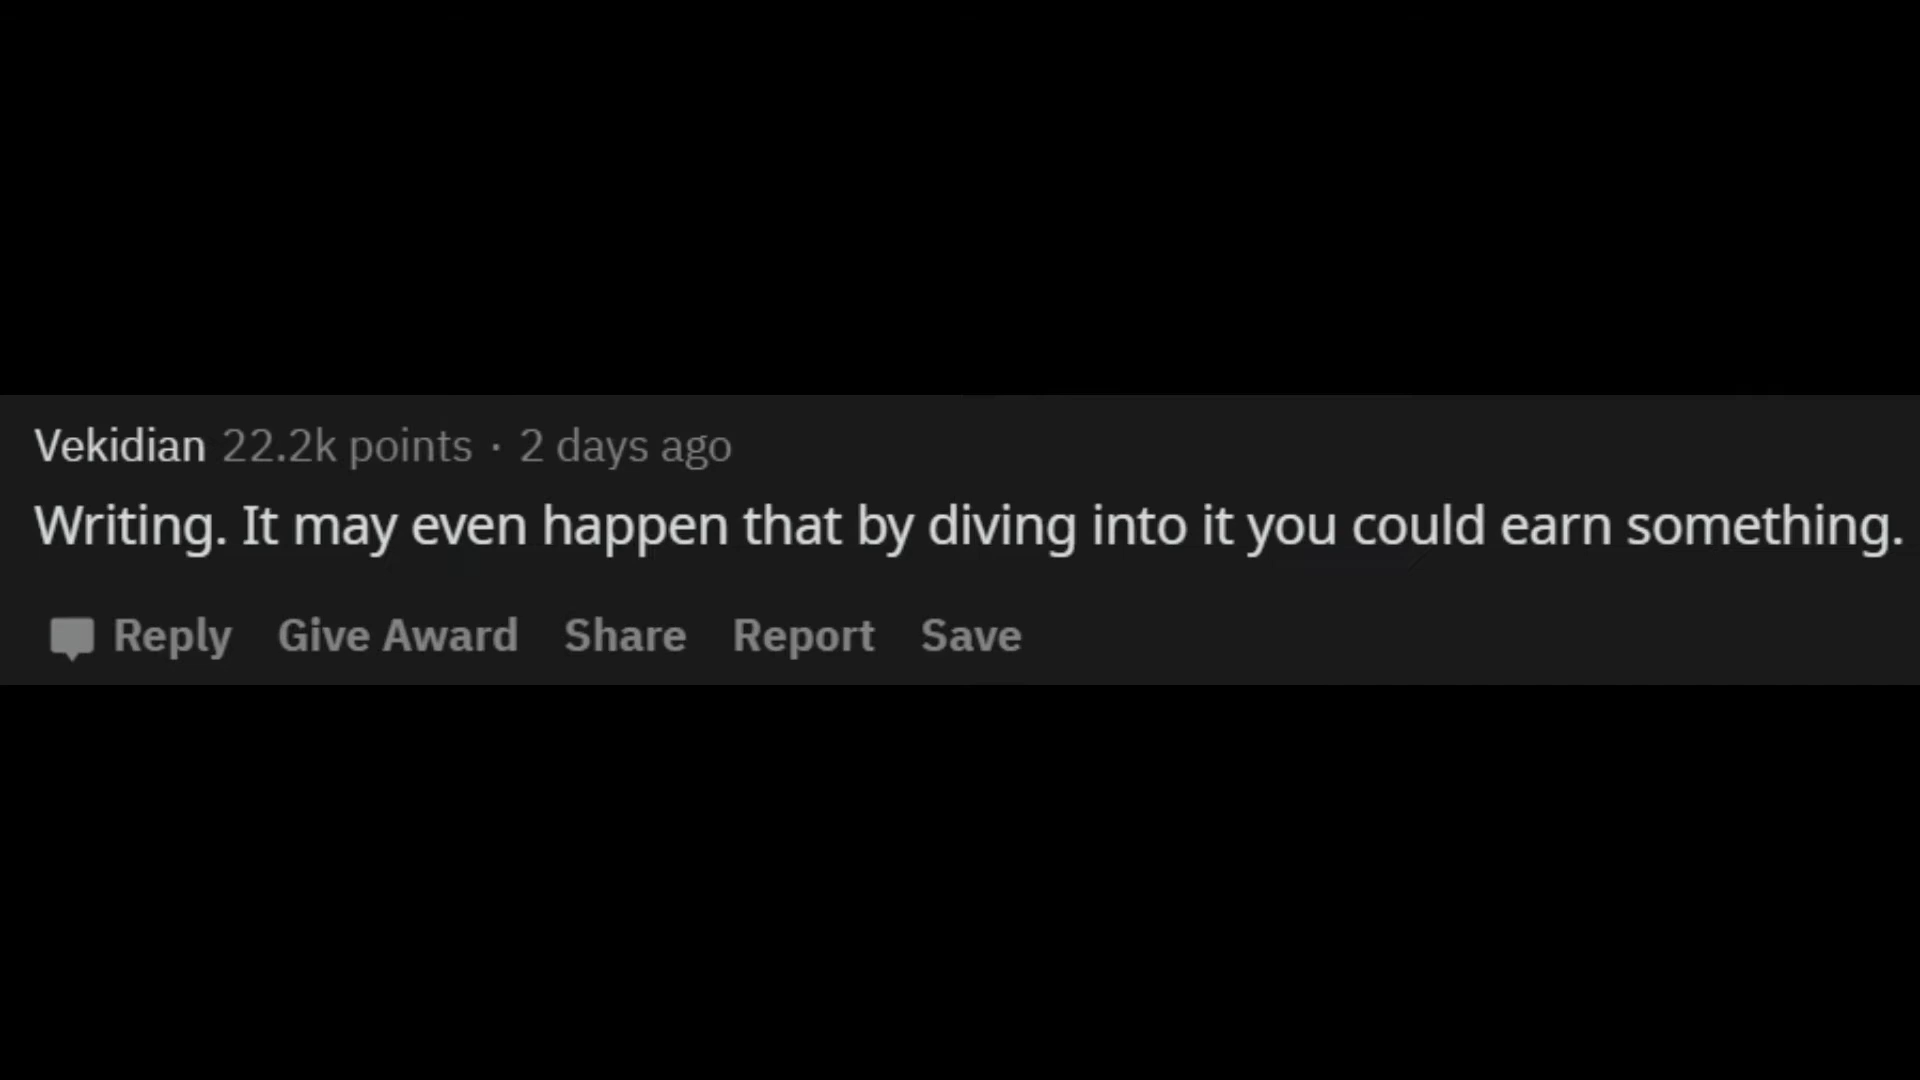 Vekidian 22.2k points · 2 days ago
Writing. It may even happen that by diving into it you could earn something.
Reply Give Award Share Report Save